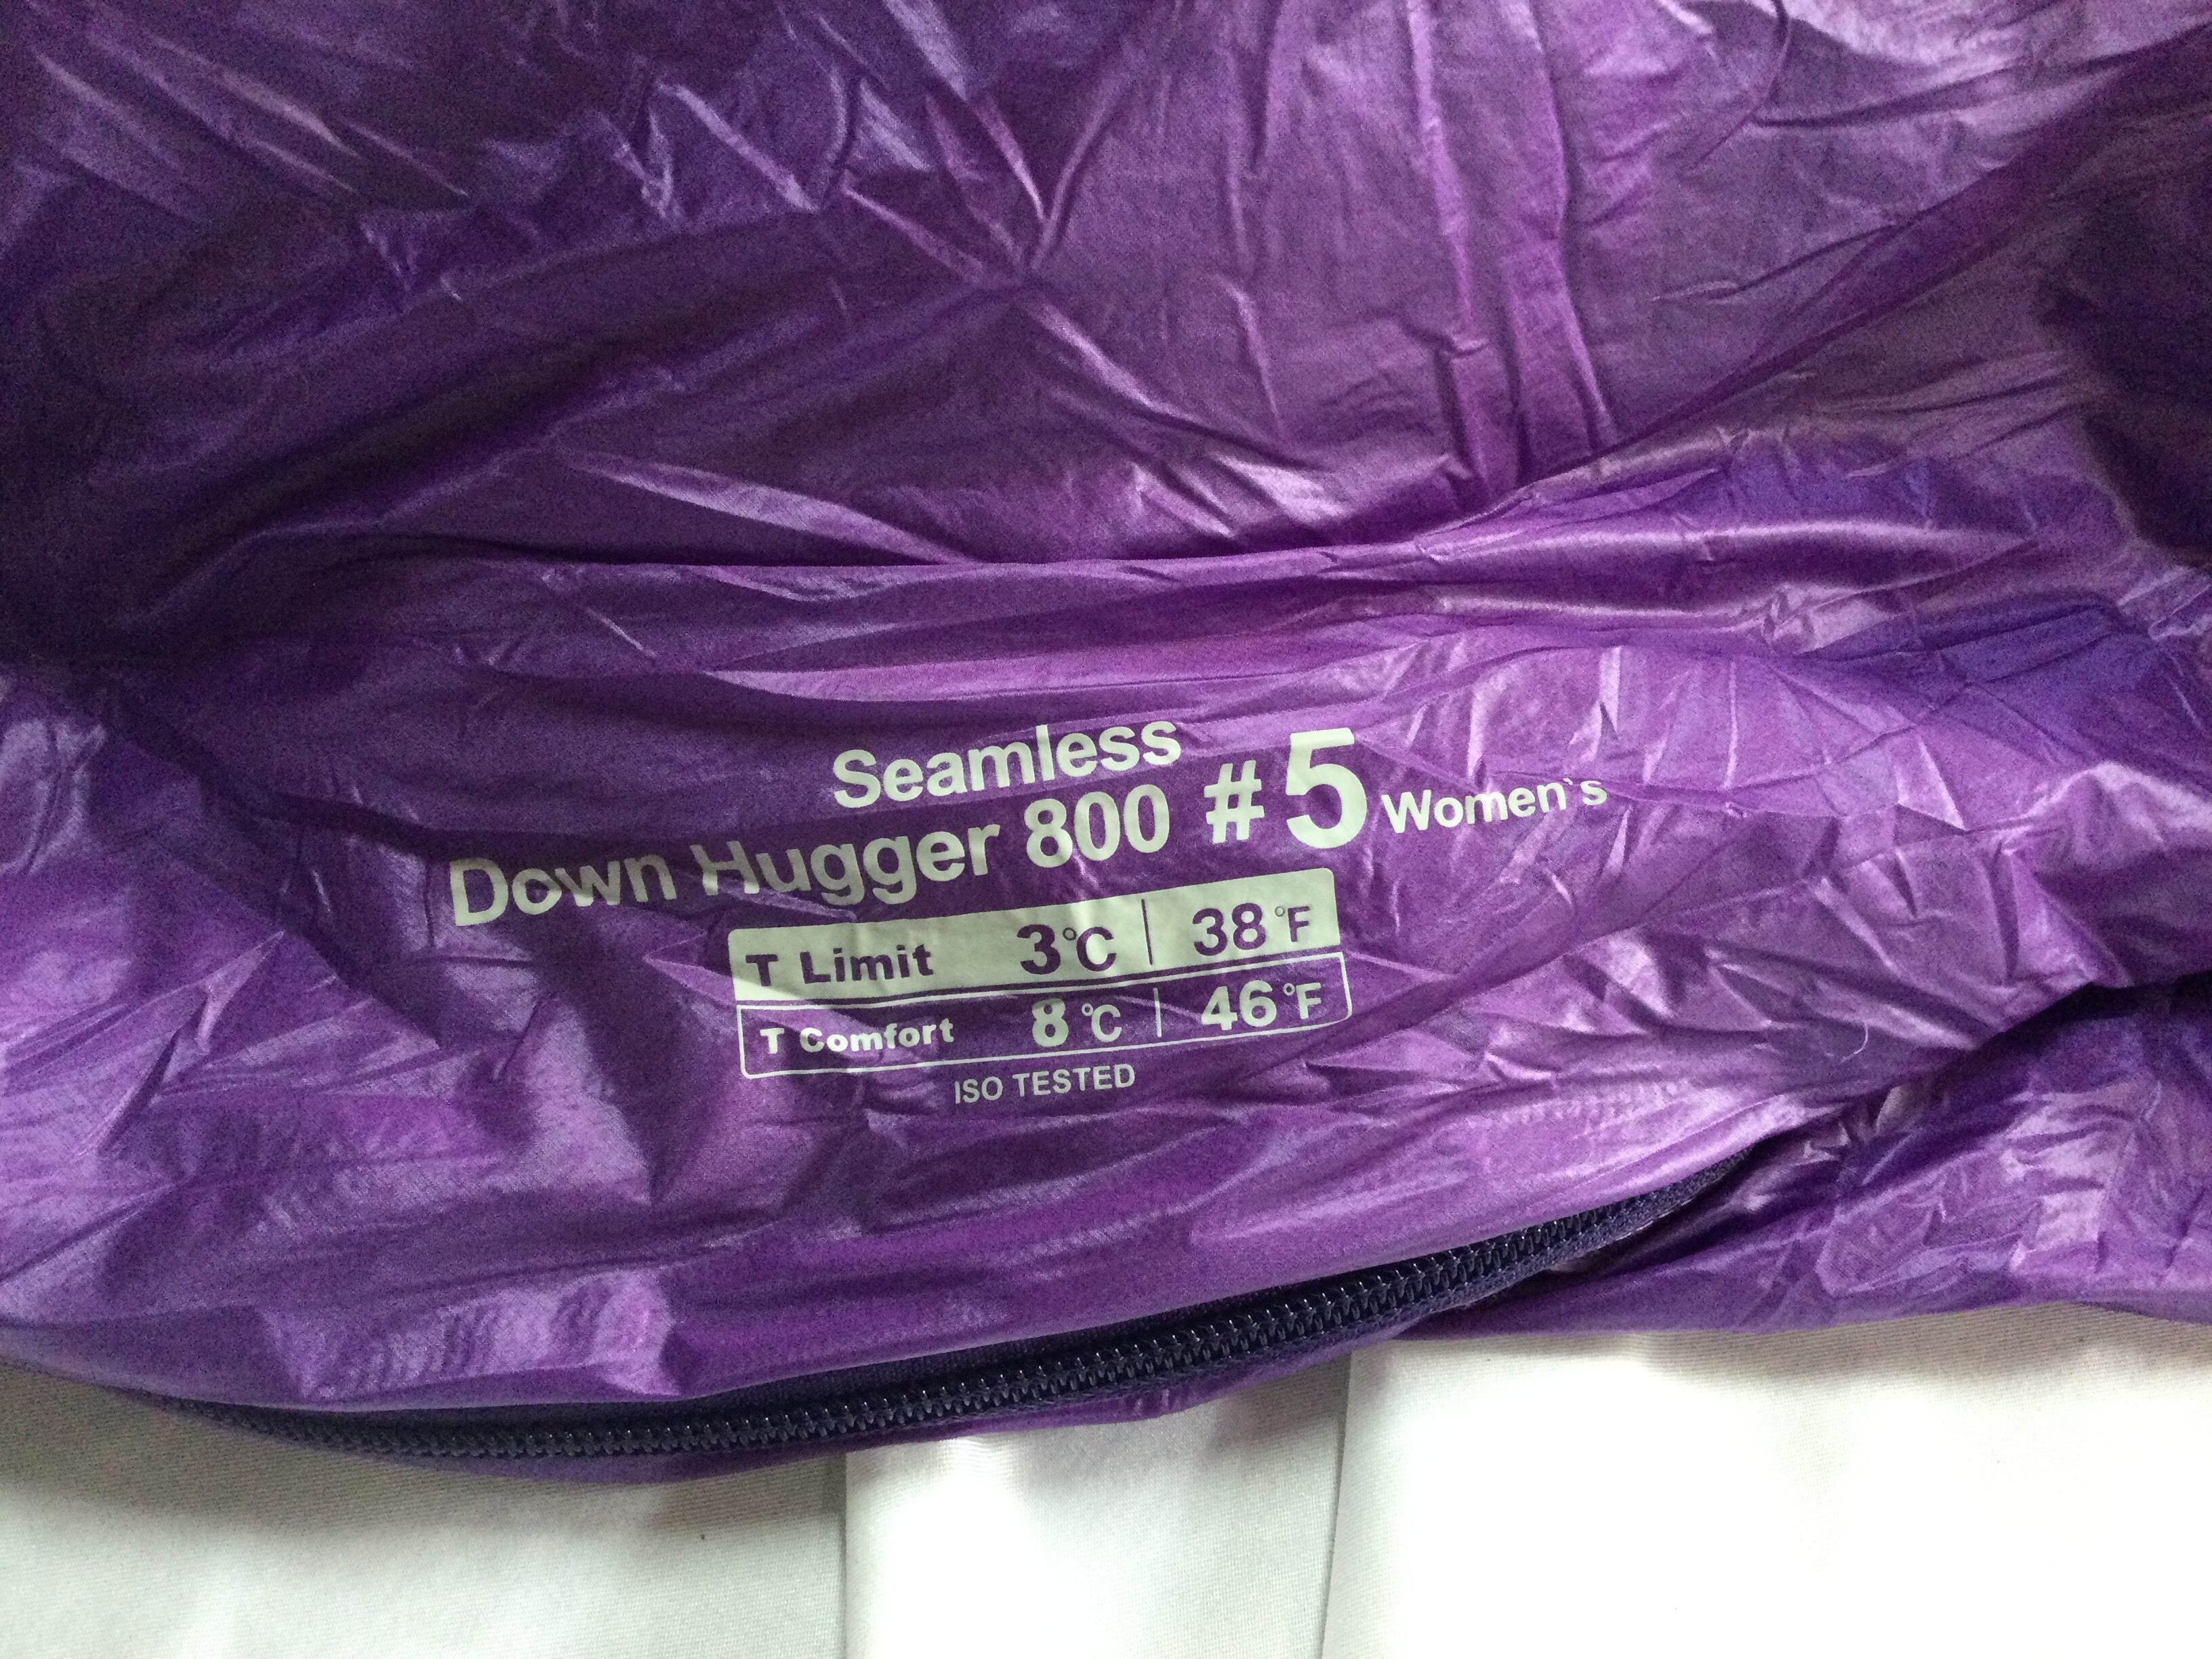 Seamless
Down Hugger 800 #5 Women's
T Limit 3℃ | 38°F
T Comfort 8℃ | 46°F
ISO TESTED